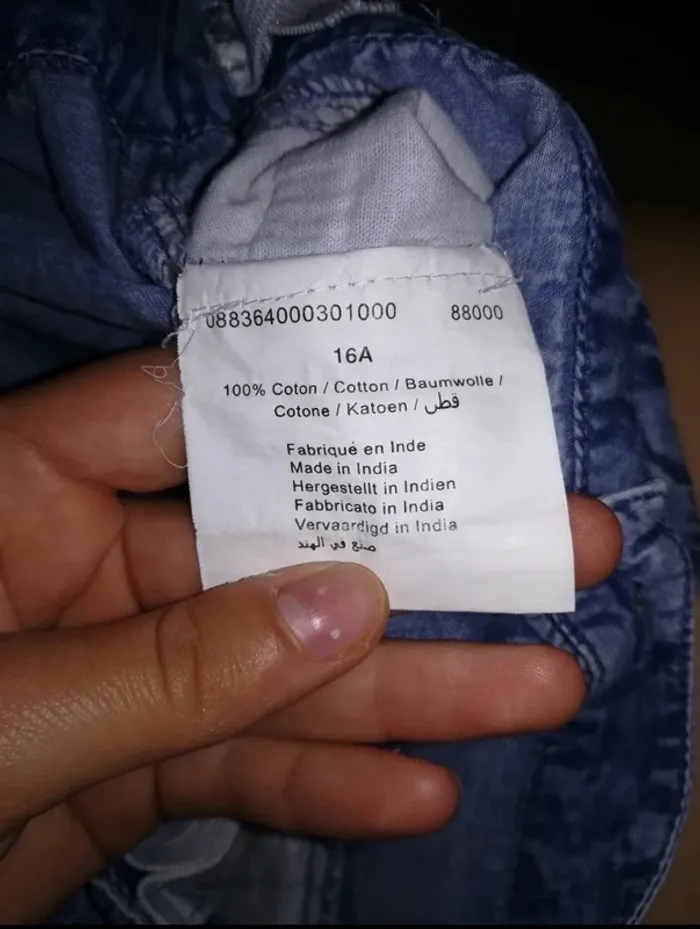 088364000301000 88000
16A
100% Coton / Cotton / Baumwolle /
Cotone / Katoen / قطن
Fabriqué en Inde
Made in India
Hergestellt in Indien
Fabbricato in India
Vervaardigd in India
صنع في الهند